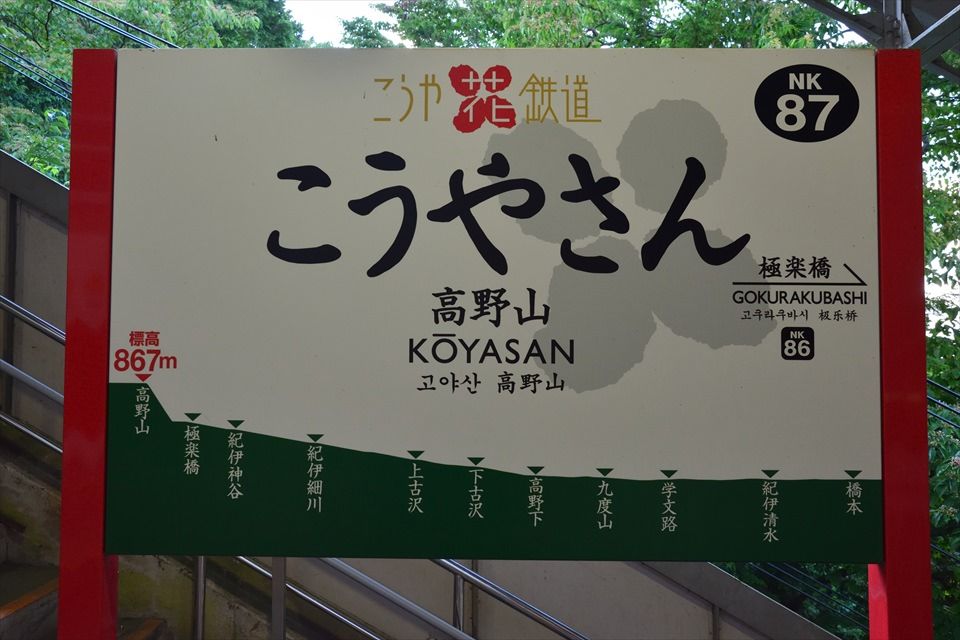 こうや花鉄道
NK
87
こうやさん
高野山
KŌYASAN
고야산 高野山
極楽橋
GOKURAKUBASHI
고쿠라쿠바시 极乐桥
NK
86
標高
867m
高野山
極楽橋
紀伊神谷
紀伊細川
上古沢
下古沢
高野下
九度山
学文路
紀伊清水
橋本